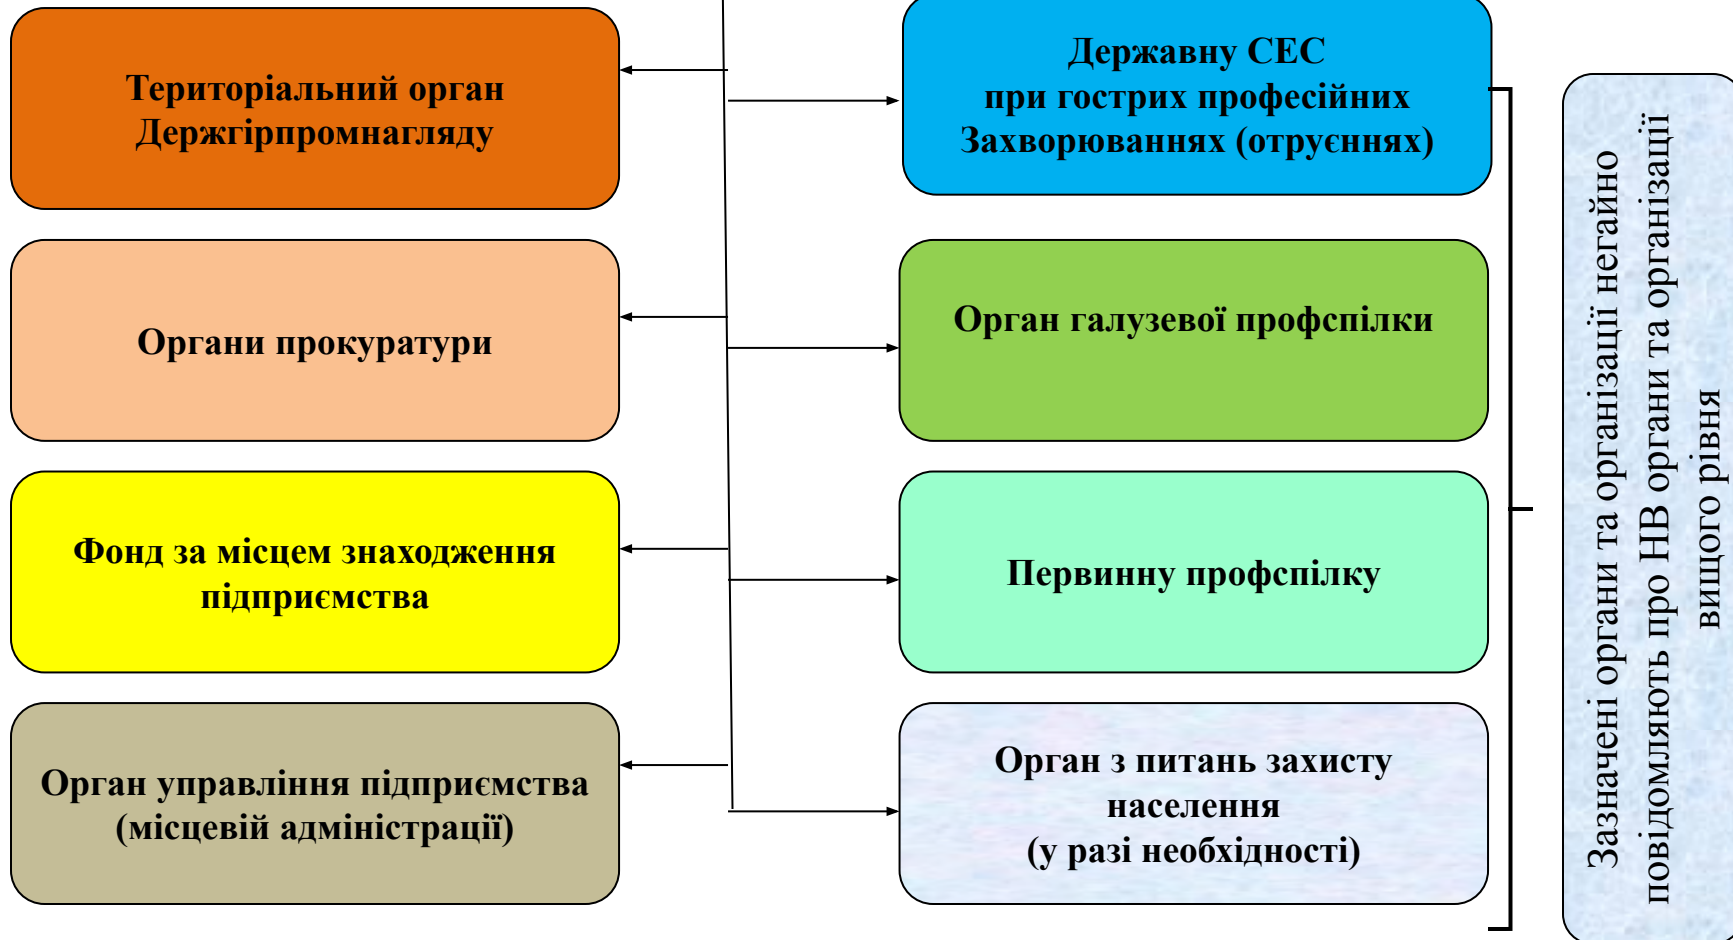 Територіальний орган
Держгірпромнагляду
Державну СЕС
при гострих професійних
Захворюваннях (отруєннях)
Органи прокуратури
Орган галузевої профспілки
Фонд за місцем знаходження
підприємства
Первинну профспілку
Орган управління підприємства
(місцевій адміністрації)
Орган з питань захисту
населення
(у разі необхідності)
Зазначені органи та організації негайно
повідомляють про НВ органи та організації
вищого рівня